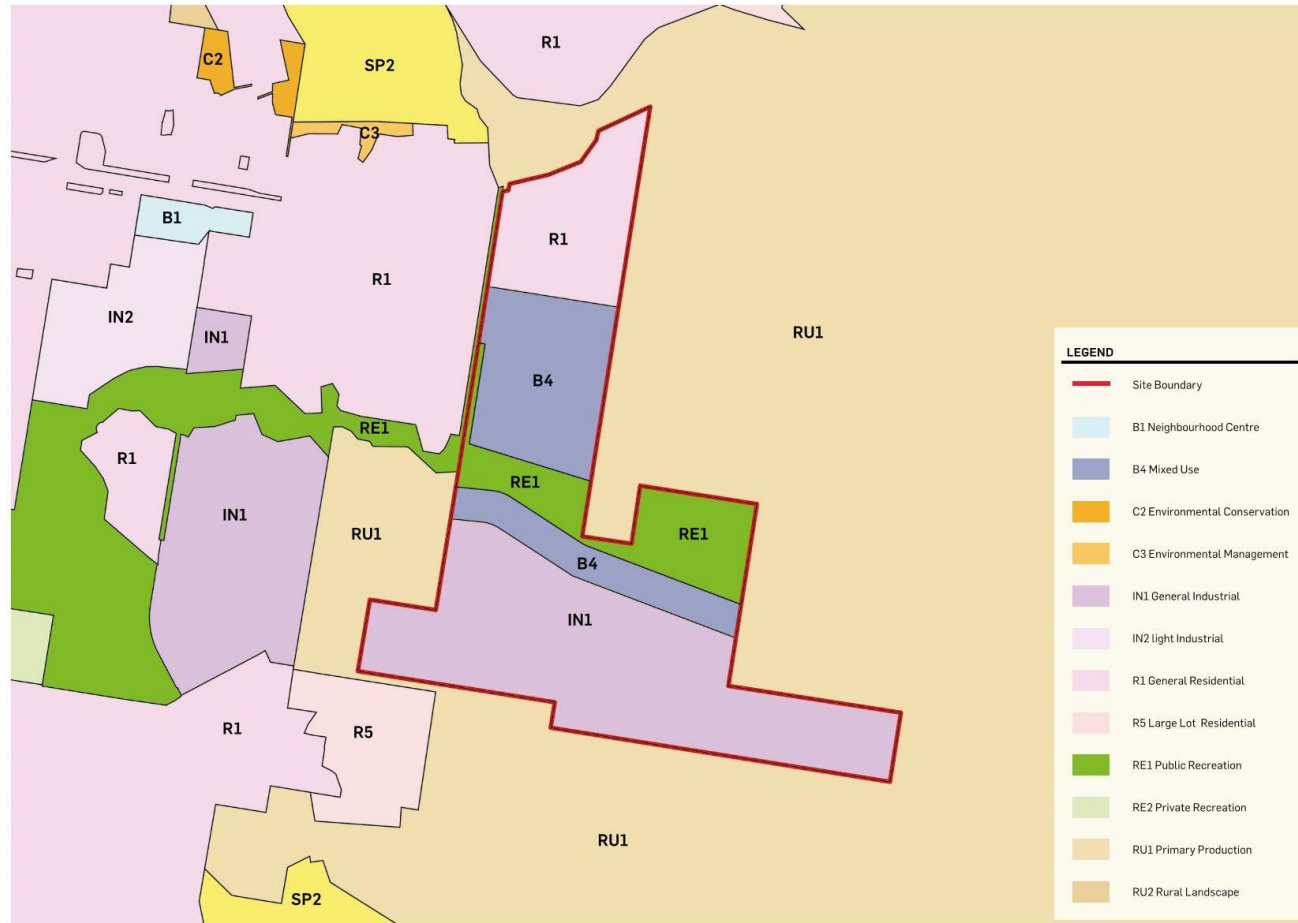 R1
C2
SP2
C3
B1
R1
R1
IN2
IN1
RU1
B4
RE1
R1
RE1
IN1
RU1
RE1
B4
IN1
R1
R5
RU1
SP2
LEGEND
Site Boundary
B1 Neighbourhood Centre
B4 Mixed Use
C2 Environmental Conservation
C3 Environmental Management
IN1 General Industrial
IN2 light Industrial
R1 General Residential
R5 Large Lot Residential
RE1 Public Recreation
RE2 Private Recreation
RU1 Primary Production
RU2 Rural Landscape